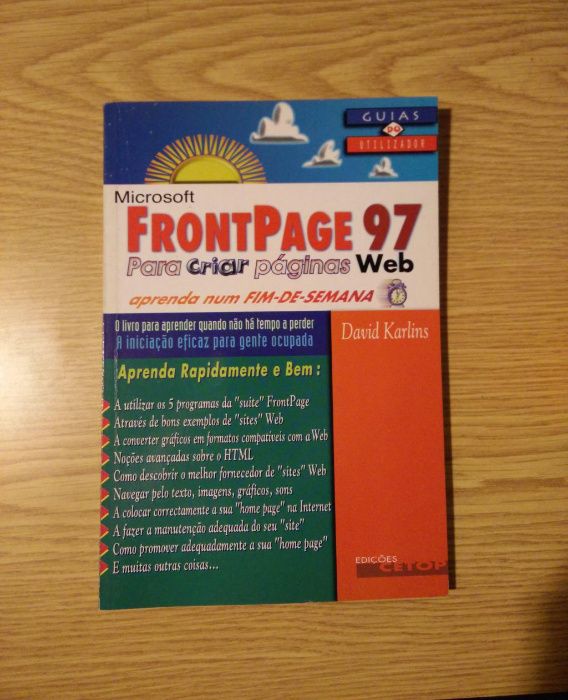 GUIAS
DO
UTILIZADOR
Microsoft
FRONTPAGE 97
Para criar páginas Web
aprenda num FIM-DE-SEMANA
O livro para aprender quando não há tempo a perder
A iniciação eficaz para gente ocupada
David Karlins
Aprenda Rapidamente e Bem :
A utilizar os 5 programas da "suite" FrontPage
Através de bons exemplos de "sites" Web
A converter gráficos em formatos compatíveis com a Web
Noções avançadas sobre o HTML
Como descobrir o melhor fornecedor de "sites" Web
Navegar pelo texto, imagens, gráficos, sons
A colocar correctamente a sua "home page" na Internet
A fazer a manutenção adequada do seu "site"
Como promover adequadamente a sua "home page"
E muitas outras coisas...
EDIÇÕES
CETOP